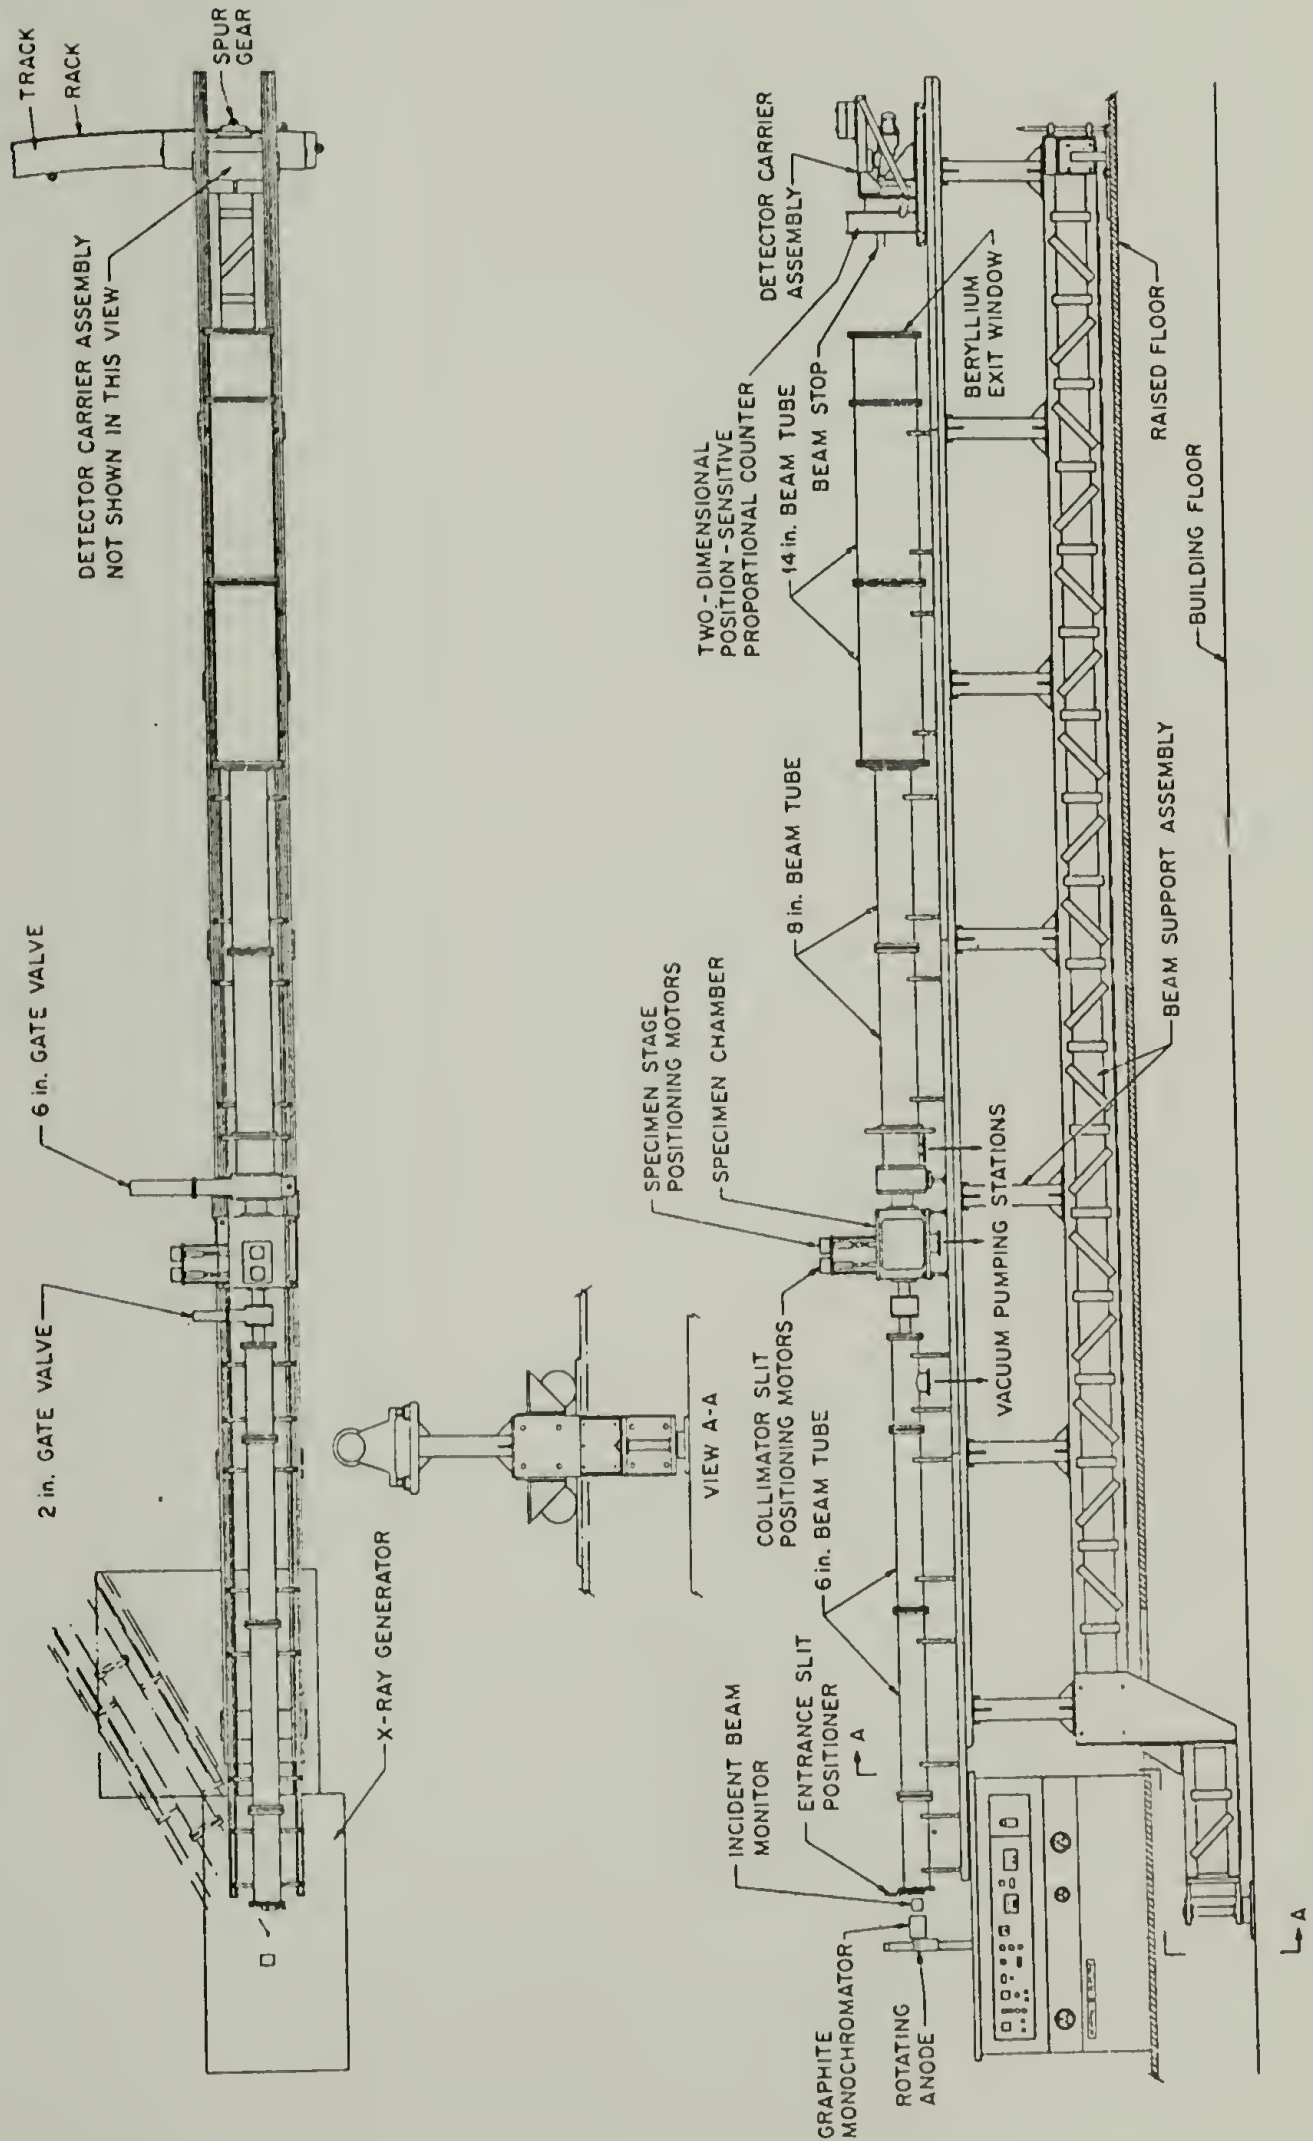 TRACK
RACK
SPUR
GEAR
DETECTOR CARRIER ASSEMBLY
NOT SHOWN IN THIS VIEW
6 in. GATE VALVE
2 in. GATE VALVE
X-RAY GENERATOR
VIEW A-A
DETECTOR CARRIER
ASSEMBLY
TWO-DIMENSIONAL
POSITION-SENSITIVE
PROPORTIONAL COUNTER
14 in. BEAM TUBE
BEAM STOP
BERYLLIUM
EXIT WINDOW
RAISED FLOOR
BUILDING FLOOR
8 in. BEAM TUBE
BEAM SUPPORT ASSEMBLY
SPECIMEN STAGE
POSITIONING MOTORS
SPECIMEN CHAMBER
VACUUM PUMPING STATIONS
COLLIMATOR SLIT
POSITIONING MOTORS
6 in. BEAM TUBE
ENTRANCE SLIT
POSITIONER
A
INCIDENT BEAM
MONITOR
GRAPHITE
MONOCHROMATOR
ROTATING
ANODE
A